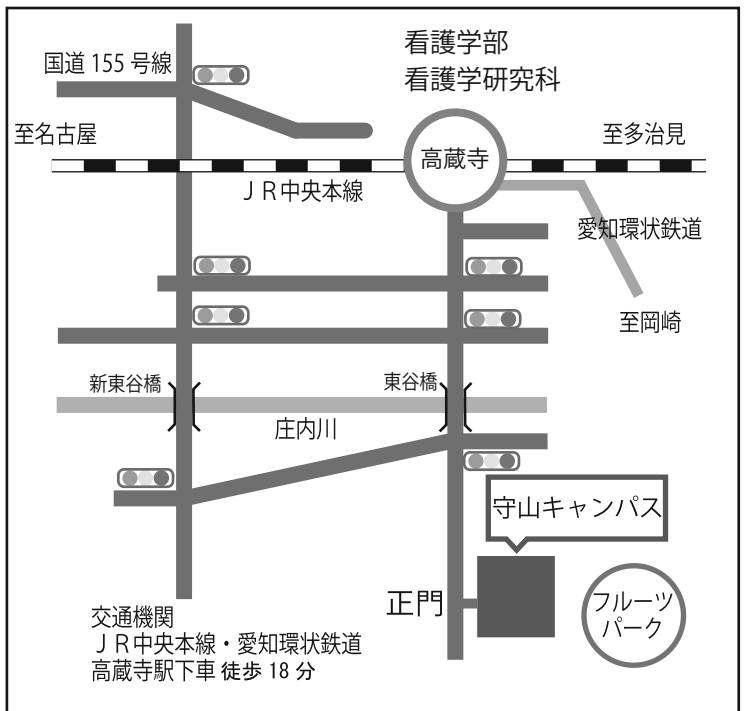 看護学部
看護学研究科
国道 155 号線
至名古屋
高蔵寺
至多治見
ＪＲ中央本線
愛知環状鉄道
至岡崎
新東谷橋
東谷橋
庄内川
守山キャンパス
正門
フルーツ
パーク
交通機関
ＪＲ中央本線・愛知環状鉄道
高蔵寺駅下車 徒歩 18 分